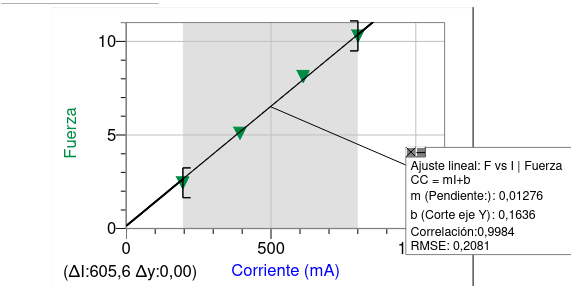 10
5
0
Fuerza
0
500
1
Corriente (mA)
(ΔI:605,6 Δy:0,00)
Ajuste lineal: F vs I | Fuerza
CC = mI+b
m (Pendiente:): 0,01276
b (Corte eje Y): 0,1636
Correlación:0,9984
RMSE: 0,2081